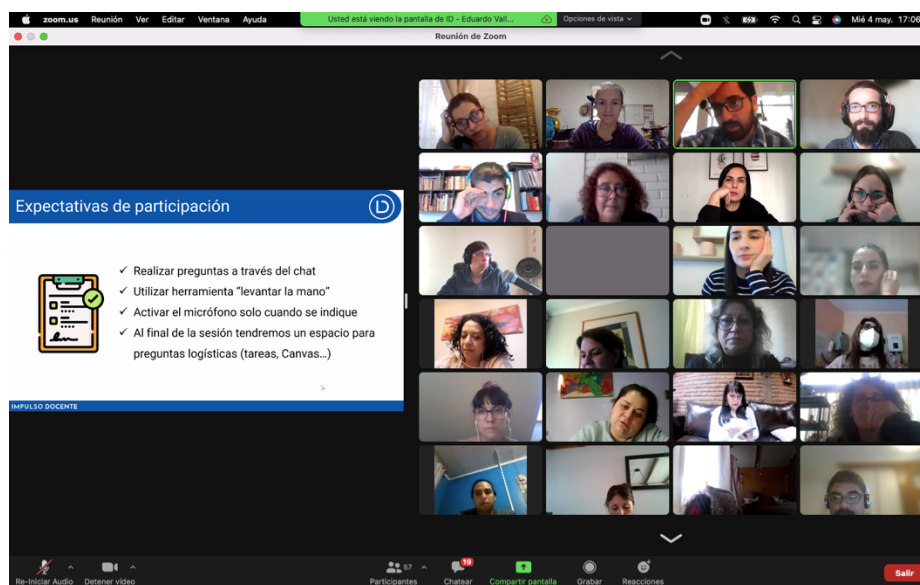 zoom.us Reunión Ver Editar Ventana Ayuda
Usted está viendo la pantalla de ID - Eduardo Vall...
Opciones de vista
Mié 4 may. 17:06
Reunión de Zoom
Expectativas de participación
✓ Realizar preguntas a través del chat
✓ Utilizar herramienta "levantar la mano"
✓ Activar el micrófono solo cuando se indique
✓ Al final de la sesión tendremos un espacio para
preguntas logísticas (tareas, Canvas...)
IMPULSO DOCENTE
57
19
Re-Iniciar Audio
Detener video
Participantes
Chatear
Compartir pantalla
Grabar
Reacciones
Salir